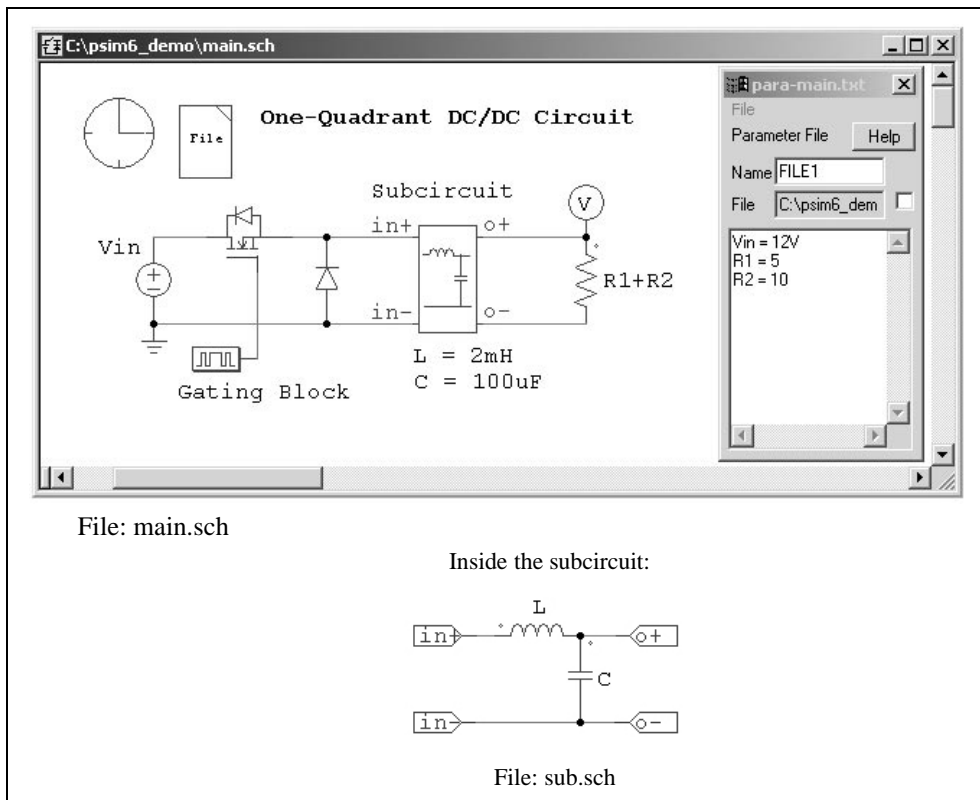 C:\psim6_demo\main.sch
File
One-Quadrant DC/DC Circuit
Vin
Subcircuit
in+
o+
V
in-
o-
R1+R2
L = 2mH
C = 100uF
Gating Block
para-main.txt
File
Parameter File
Help
Name
FILE1
File
C:\psim6_dem
Vin = 12V
R1 = 5
R2 = 10
File: main.sch
Inside the subcircuit:
L
in+
o+
C
in-
o-
File: sub.sch